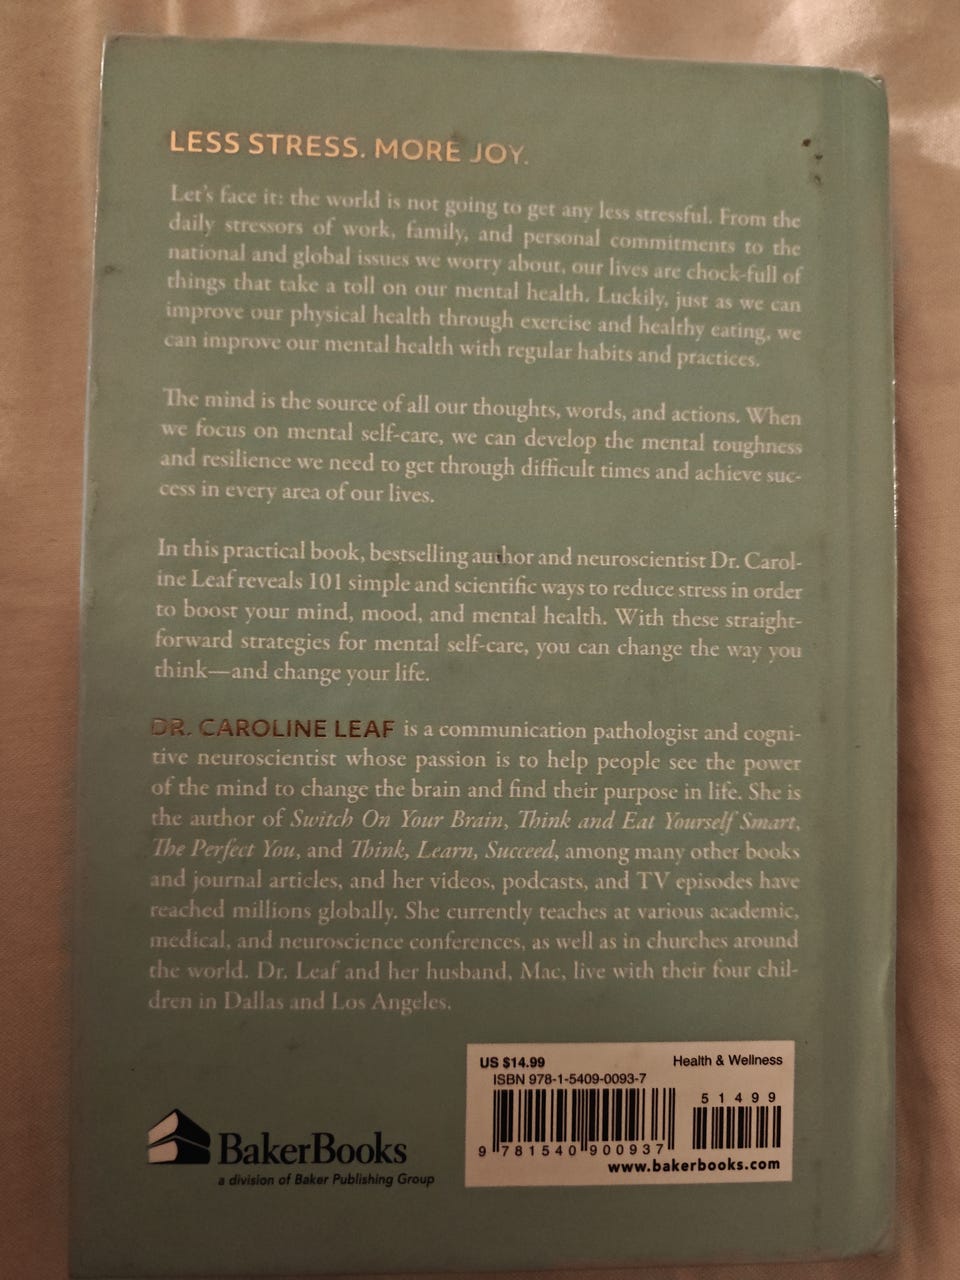 LESS STRESS. MORE JOY.
Let's face it: the world is not going to get any less stressful. From the
daily stressors of work, family, and personal commitments to the
national and global issues we worry about, our lives are chock-full of
things that take a toll on our mental health. Luckily, just as we can
improve our physical health through exercise and healthy eating, we
can improve our mental health with regular habits and practices.
The mind is the source of all our thoughts, words, and actions. When
we focus on mental self-care, we can develop the mental toughness
and resilience we need to get through difficult times and achieve suc-
cess in every area of our lives.
In this practical book, bestselling author and neuroscientist Dr. Carol-
ine Leaf reveals 101 simple and scientific ways to reduce stress in order
to boost your mind, mood, and mental health. With these straight-
forward strategies for mental self-care, you can change the way you
think—and change your life.
DR. CAROLINE LEAF is a communication pathologist and cogni-
tive neuroscientist whose passion is to help people see the power
of the mind to change the brain and find their purpose in life. She is
the author of Switch On Your Brain, Think and Eat Yourself Smart,
The Perfect You, and Think, Learn, Succeed, among many other books
and journal articles, and her videos, podcasts, and TV episodes have
reached millions globally. She currently teaches at various academic,
medical, and neuroscience conferences, as well as in churches around
the world. Dr. Leaf and her husband, Mac, live with their four chil-
dren in Dallas and Los Angeles.
US $14.99 Health & Wellness
ISBN 978-1-5409-0093-7
51499
9 781540 900937
www.bakerbooks.com
BakerBooks
a division of Baker Publishing Group